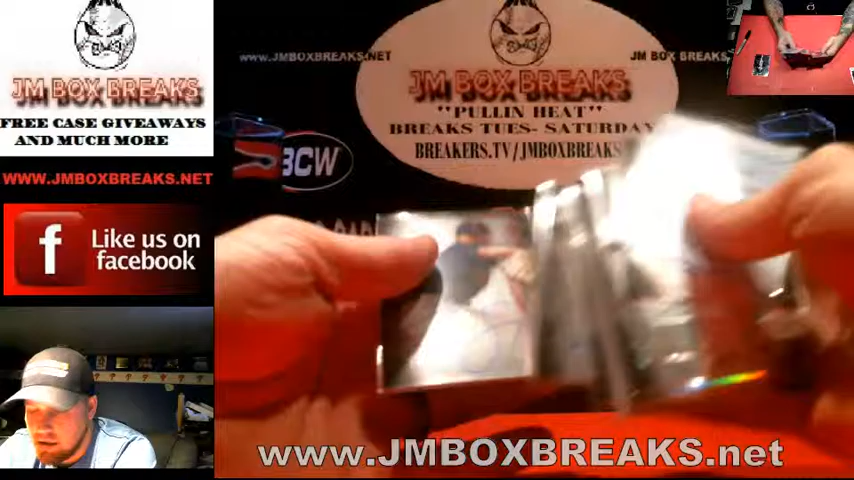 JM BOX BREAKS
FREE CASE GIVEAWAYS
AND MUCH MORE
WWW.JMBOXBREAKS.NET
f
Like us on
facebook
www.JMBOXBREAKS.NET
JM BOX BREAKS
JM BOX BREAKS
"PULLIN HEAT"
BREAKS TUES- SATURDAY
BREAKERS.TV/JMBOXBREAKS
BCW
www.JMBOXBREAKS.net